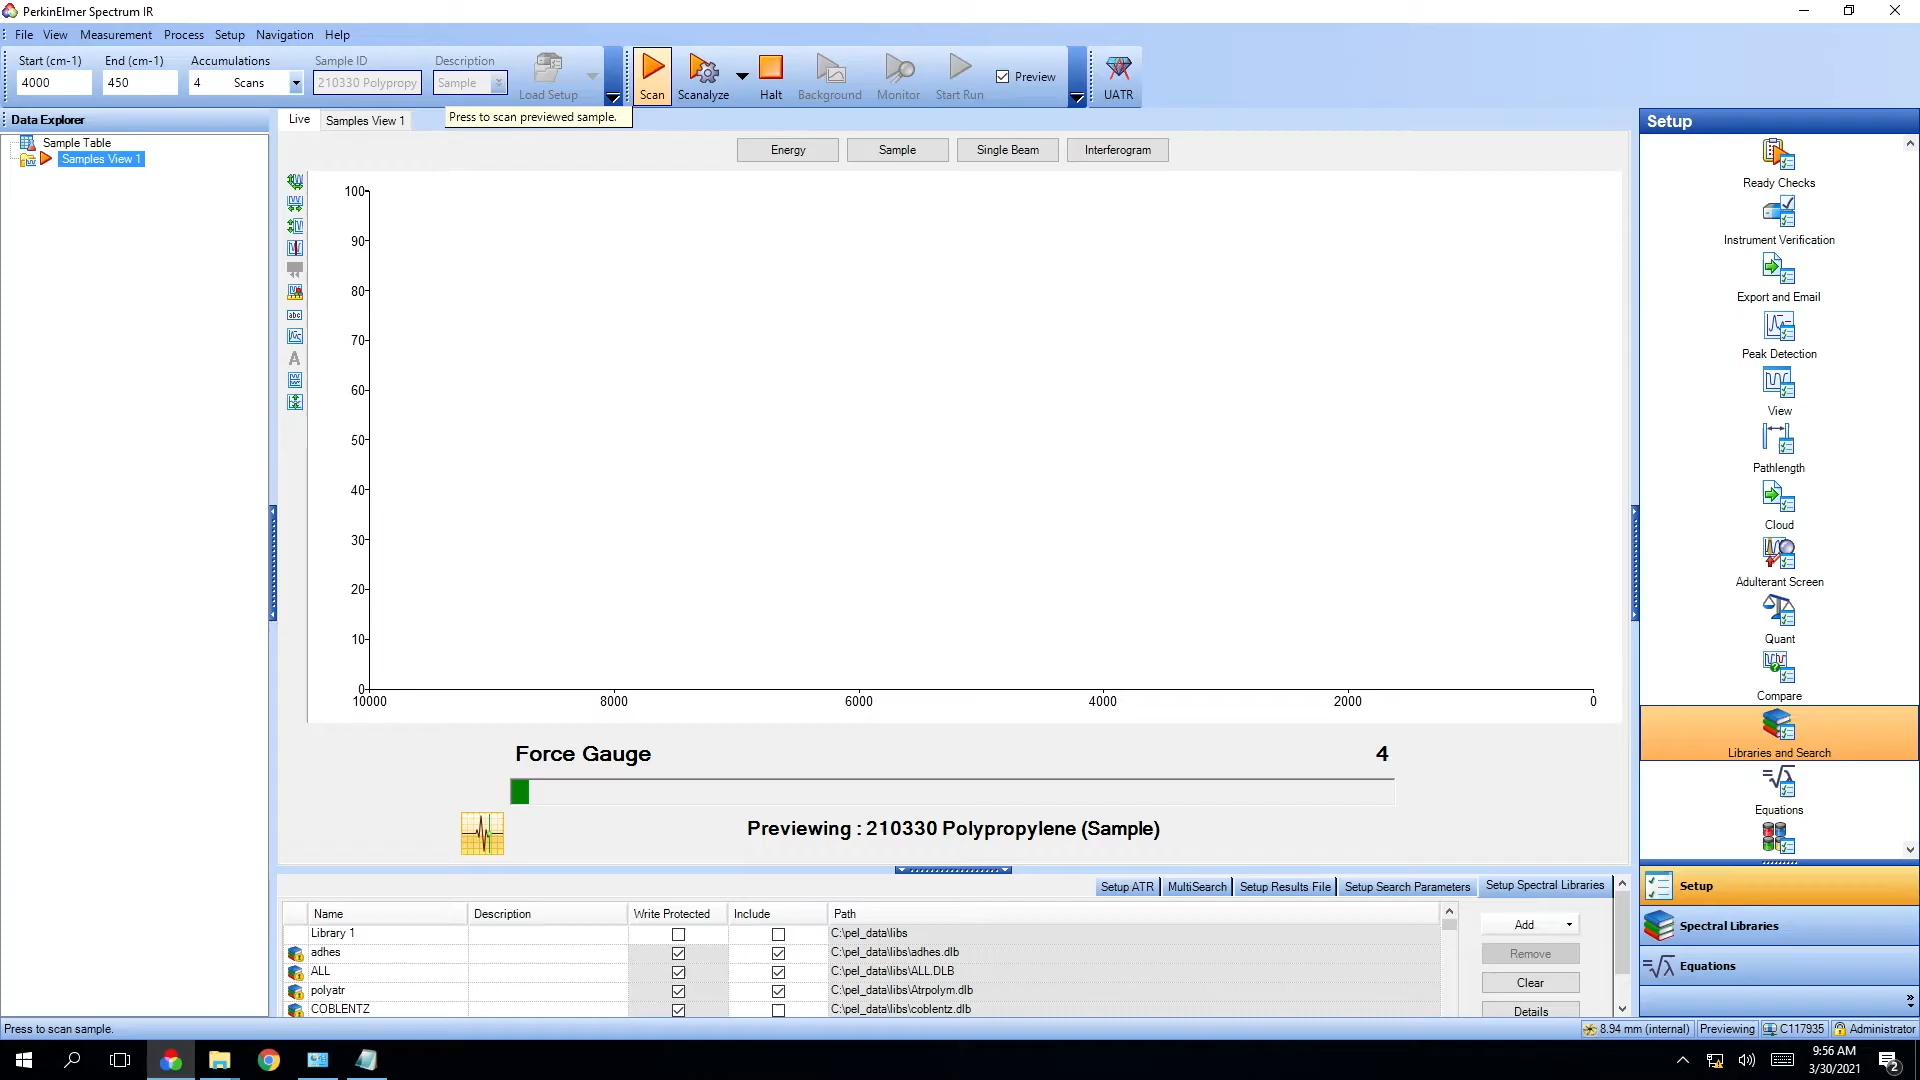 PerkinElmer Spectrum IR
File View Measurement Process Setup Navigation Help
Start (cm-1) End (cm-1) Accumulations Sample ID Description
4000 450 4 Scans 210330 Polypropy Sample
Load Setup Scan Scanalyze Halt Background Monitor Start Run Preview UATR
Press to scan previewed sample.
Data Explorer
Sample Table
Samples View 1
Live Samples View 1
Energy Sample Single Beam Interferogram
abc
A
100
90
80
70
60
50
40
30
20
10
0
10000 8000 6000 4000 2000 0
Force Gauge 4
Previewing : 210330 Polypropylene (Sample)
Setup ATR MultiSearch Setup Results File Setup Search Parameters Setup Spectral Libraries
Name Description Write Protected Include Path
Library 1 C:\pel_data\libs
adhes C:\pel_data\libs\adhes.dlb
ALL C:\pel_data\libs\ALL.DLB
polyatr C:\pel_data\libs\Atrpolym.dlb
COBLENTZ C:\pel_data\libs\coblentz.dlb
Add
Remove
Clear
Details
Setup
Ready Checks
Instrument Verification
Export and Email
Peak Detection
View
Pathlength
Cloud
Adulterant Screen
Quant
Compare
Libraries and Search
Equations
Setup
Spectral Libraries
Equations
Press to scan sample.
8.94 mm (internal) Previewing C117935 Administrator
9:56 AM
3/30/2021
2